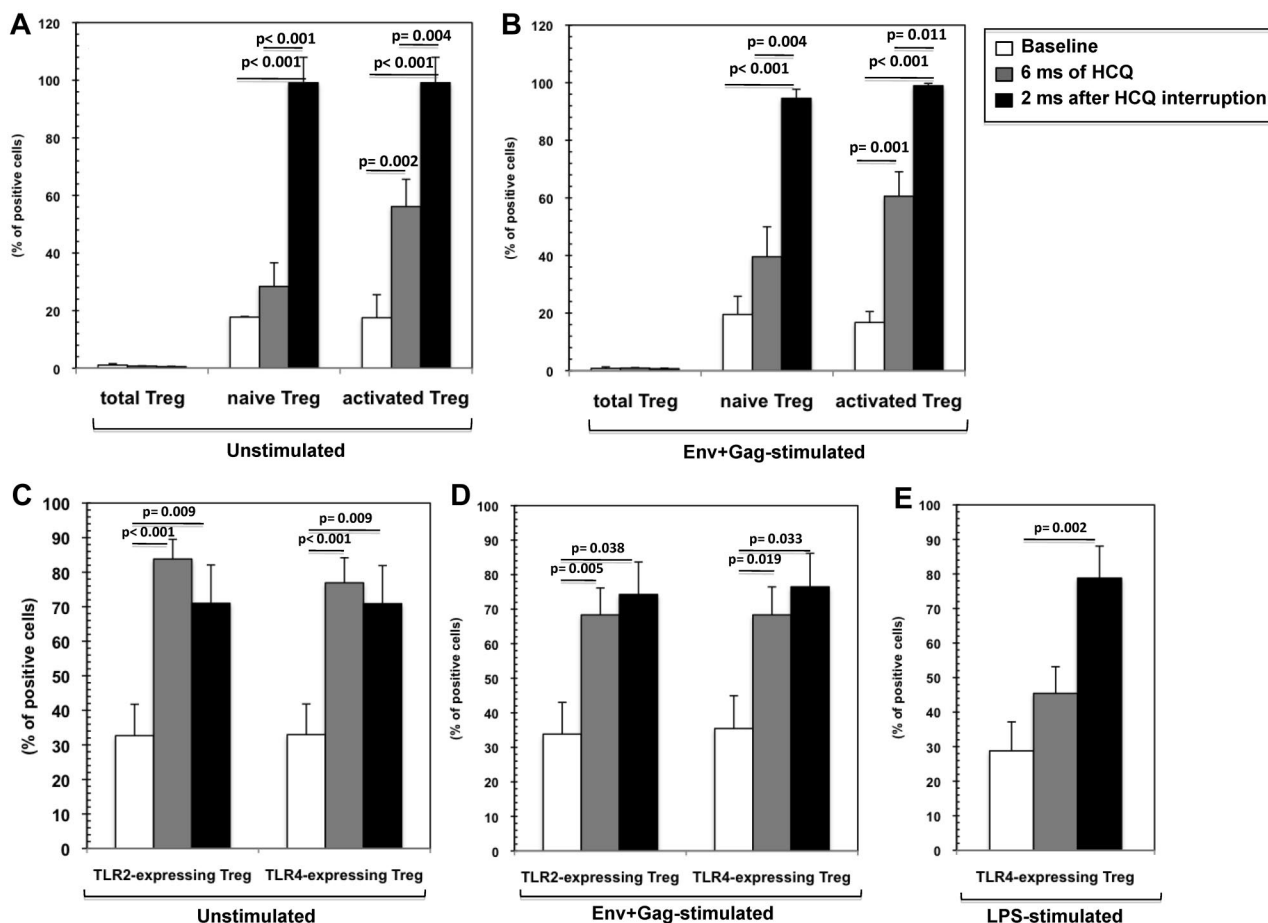 A
(% of positive cells)
120
100
80
60
40
20
0
p< 0.001
p< 0.001
p= 0.004
p< 0.001
p= 0.002
total Treg
naive Treg
activated Treg
Unstimulated
B
(% of positive cells)
120
100
80
60
40
20
0
p= 0.004
p< 0.001
p= 0.011
p< 0.001
p= 0.001
total Treg
naive Treg
activated Treg
Env+Gag-stimulated
Baseline
6 ms of HCQ
2 ms after HCQ interruption
C
(% of positive cells)
100
90
80
70
60
50
40
30
20
10
0
p= 0.009
p< 0.001
p= 0.009
p< 0.001
TLR2-expressing Treg
TLR4-expressing Treg
Unstimulated
D
(% of positive cells)
100
90
80
70
60
50
40
30
20
10
0
p= 0.038
p= 0.005
p= 0.033
p= 0.019
TLR2-expressing Treg
TLR4-expressing Treg
Env+Gag-stimulated
E
(% of positive cells)
100
90
80
70
60
50
40
30
20
10
0
p= 0.002
TLR4-expressing Treg
LPS-stimulated